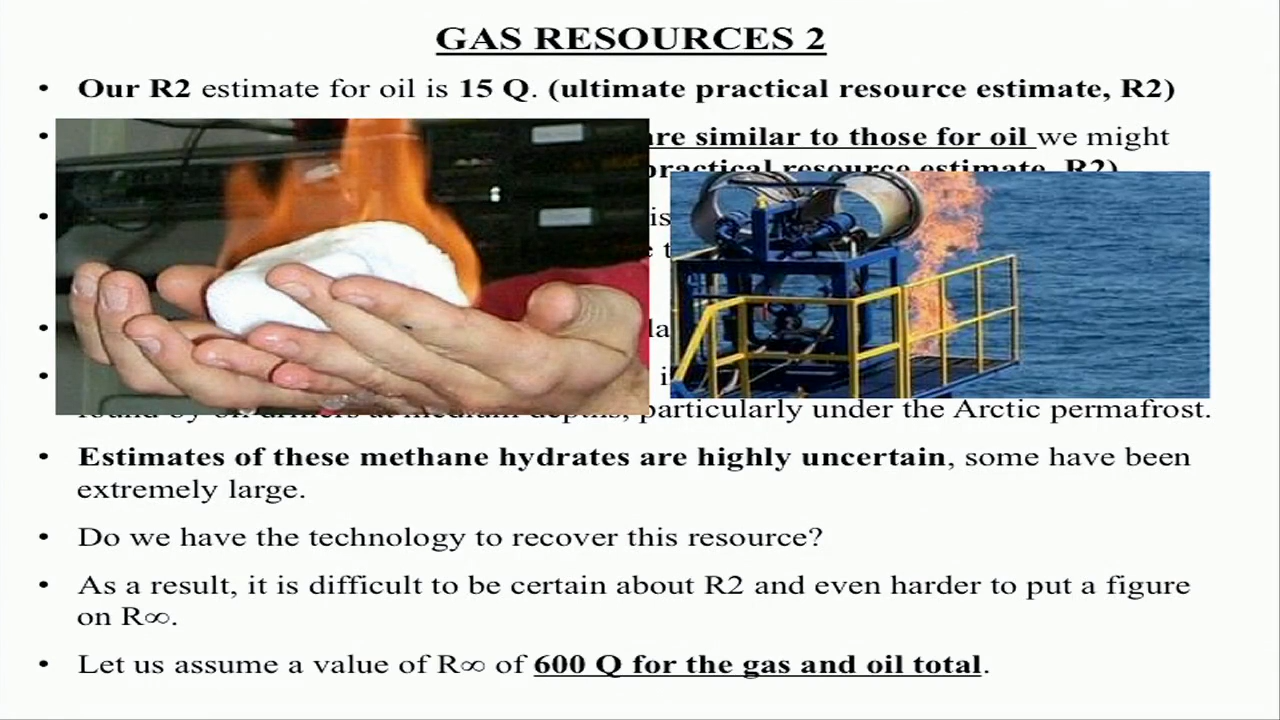 GAS RESOURCES 2
• Our R2 estimate for oil is 15 Q. (ultimate practical resource estimate, R2)
• are similar to those for oil we might
practical resource estimate, R2)
•
•
• particularly under the Arctic permafrost.
• Estimates of these methane hydrates are highly uncertain, some have been
extremely large.
• Do we have the technology to recover this resource?
• As a result, it is difficult to be certain about R2 and even harder to put a figure
on R∞.
• Let us assume a value of R∞ of 600 Q for the gas and oil total.